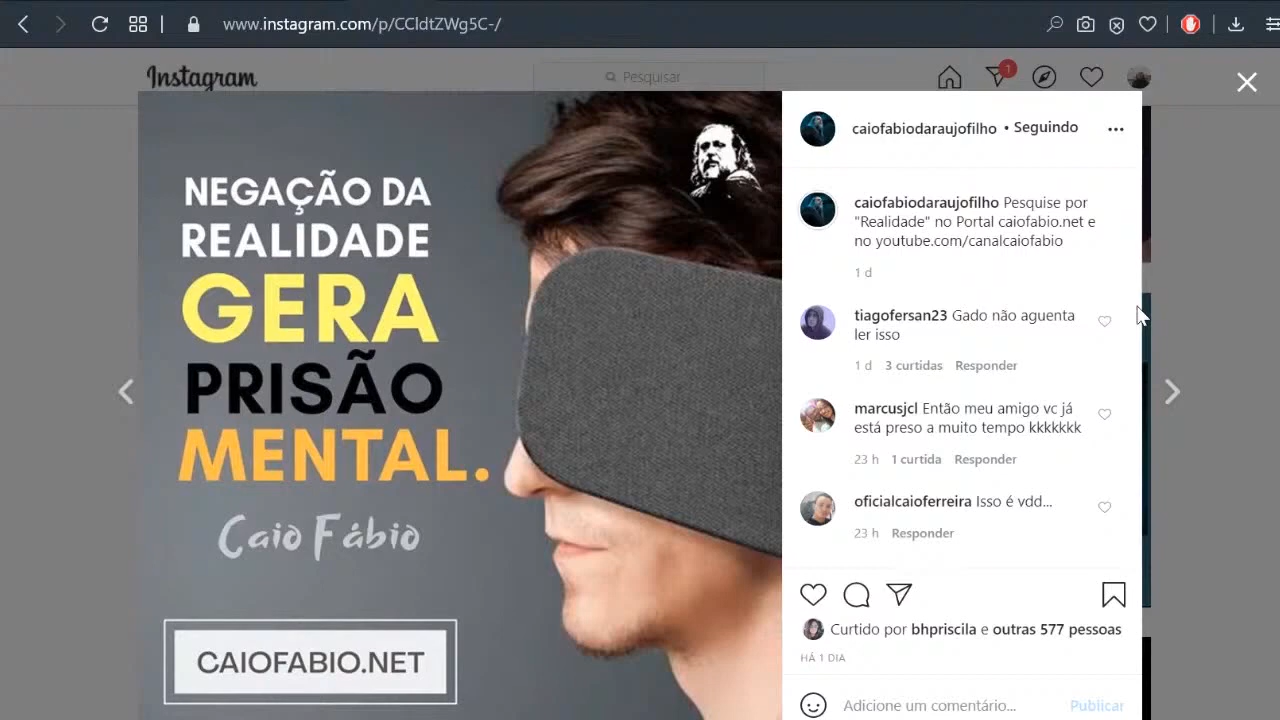 www.instagram.com/p/CCIdtZWg5C-/
Instagram
Pesquisar
1
NEGAÇÃO DA
REALIDADE
GERA
PRISÃO
MENTAL.
Caio Fábio
CAIOFABIO.NET
caiofabiodaraujofilho • Seguindo
caiofabiodaraujofilho Pesquise por
"Realidade" no Portal caiofabio.net e
no youtube.com/canalcaiofabio
1 d
tiagofersan23 Gado não aguenta
ler isso
1 d 3 curtidas Responder
marcusjcl Então meu amigo vc já
está preso a muito tempo kkkkkkk
23 h 1 curtida Responder
oficialcaioferreira Isso é vdd...
23 h Responder
Curtido por bhpriscila e outras 577 pessoas
HÁ 1 DIA
Adicione um comentário... Publicar